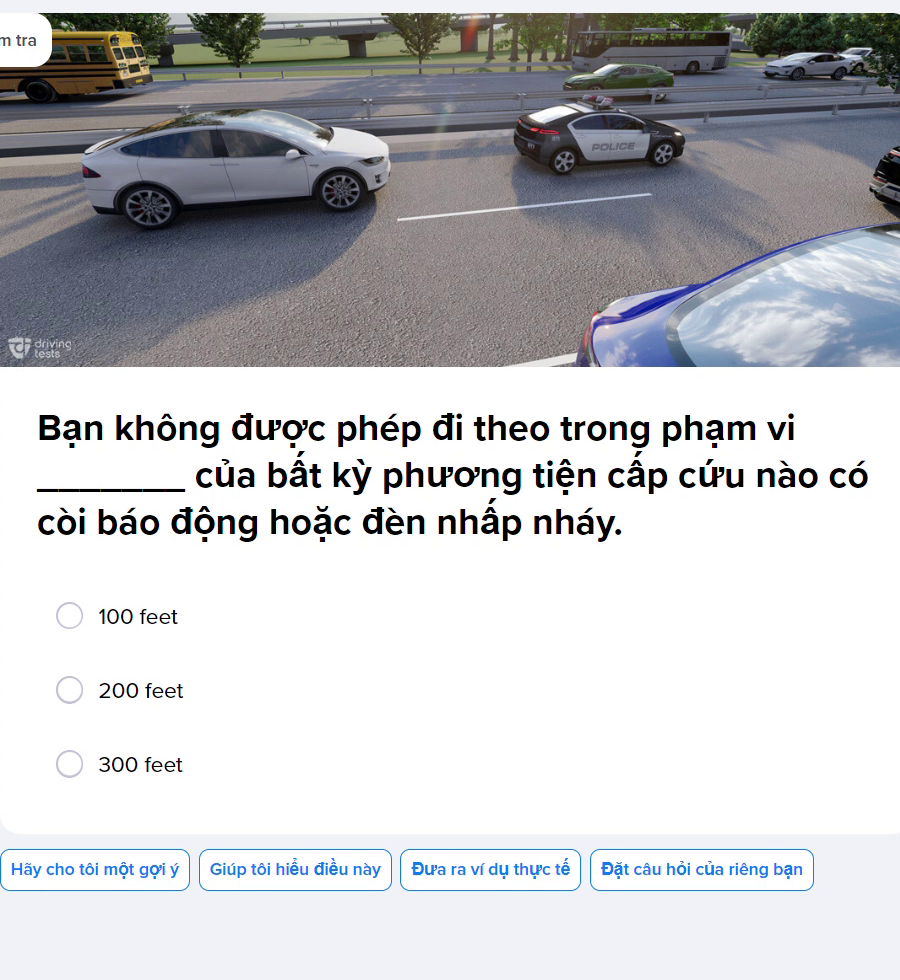 m tra
POLICE
driving
tests
Bạn không được phép đi theo trong phạm vi
_______ của bất kỳ phương tiện cấp cứu nào có
còi báo động hoặc đèn nhấp nháy.
100 feet
200 feet
300 feet
Hãy cho tôi một gợi ý
Giúp tôi hiểu điều này
Đưa ra ví dụ thực tế
Đặt câu hỏi của riêng bạn